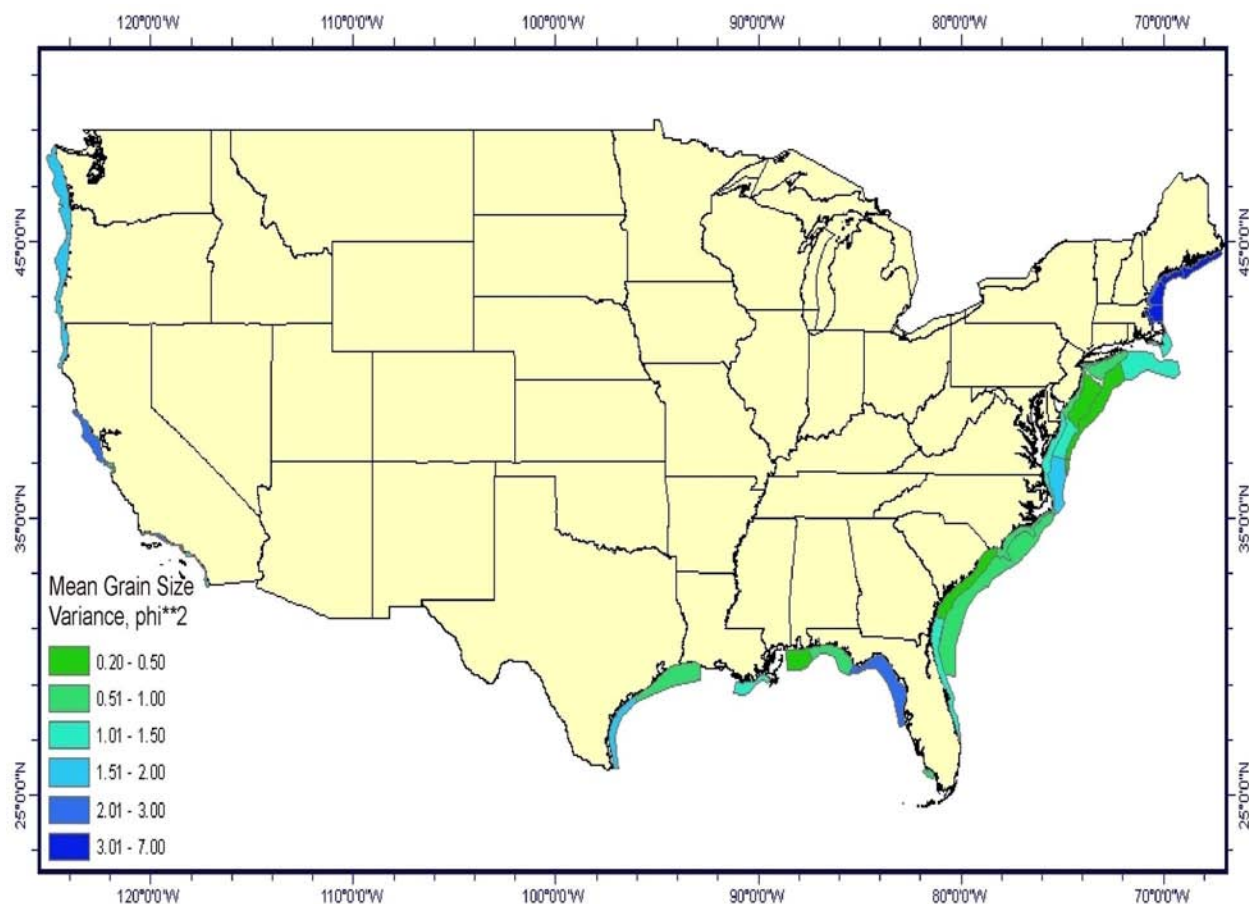 120°0'0"W 110°0'0"W 100°0'0"W 90°0'0"W 80°0'0"W 70°0'0"W
45°0'0"N 45°0'0"N
35°0'0"N 35°0'0"N
Mean Grain Size
Variance, phi**2
0.20 - 0.50
0.51 - 1.00
1.01 - 1.50
1.51 - 2.00
2.01 - 3.00
3.01 - 7.00
25°0'0"N 25°0'0"N
120°0'0"W 110°0'0"W 100°0'0"W 90°0'0"W 80°0'0"W 70°0'0"W